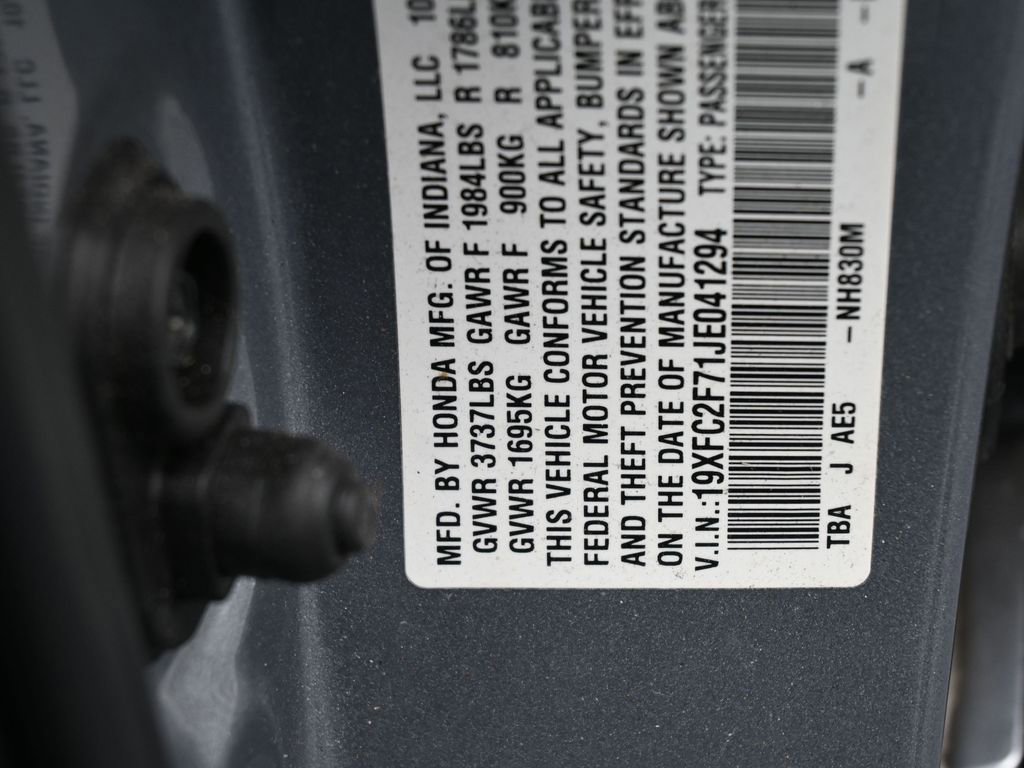 MFD. BY HONDA MFG. OF INDIANA, LLC 10
GVWR 3737LBS GAWR F 1984LBS R 1786L
GVWR 1695KG GAWR F 900KG R 810K
THIS VEHICLE CONFORMS TO ALL APPLICAB
FEDERAL MOTOR VEHICLE SAFETY, BUMPER
AND THEFT PREVENTION STANDARDS IN EFF
ON THE DATE OF MANUFACTURE SHOWN AB
V.I.N.:19XFC2F71JE041294 TYPE: PASSENGER
TBA J AE5 -NH830M -A -